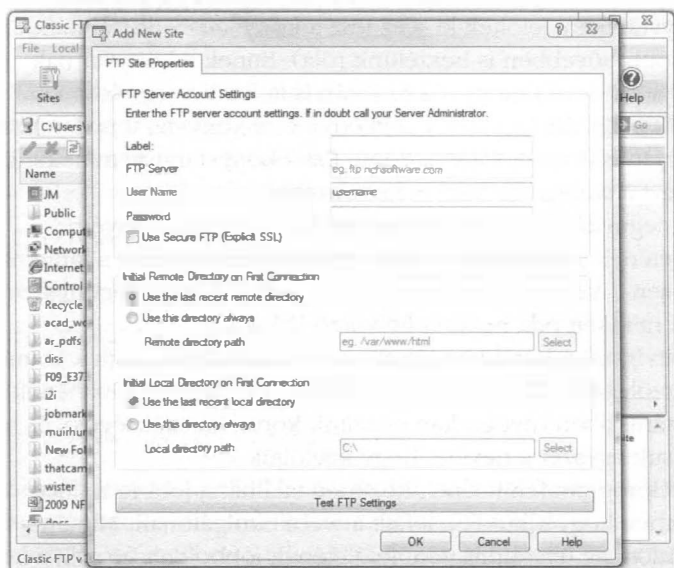 Classic FT
Add New Site
File Local
FTP Site Properties
Sites
Help
FTP Server Account Settings
Enter the FTP server account settings. If in doubt call your Server Administrator.
C:\Users
Go
Label:
FTP Server
eg. ftp.nchsoftware.com
User Name
username
Password
Use Secure FTP (Explicit SSL)
Name
JM
Public
Comput
Network
Internet
Control
Recycle
acad_wo
ar_pdfs
diss
F09_E37
i2i
jobmark
muirhur
New Fol
thatcam
wister
2009 NF
docs
Initial Remote Directory on First Connection
Use the last recent remote directory
Use this directory always
Remote directory path
eg. /var/www/html
Select
Initial Local Directory on First Connection
Use the last recent local directory
Use this directory always
Local directory path
C:\
Select
ite
Test FTP Settings
OK
Cancel
Help
Classic FTP v